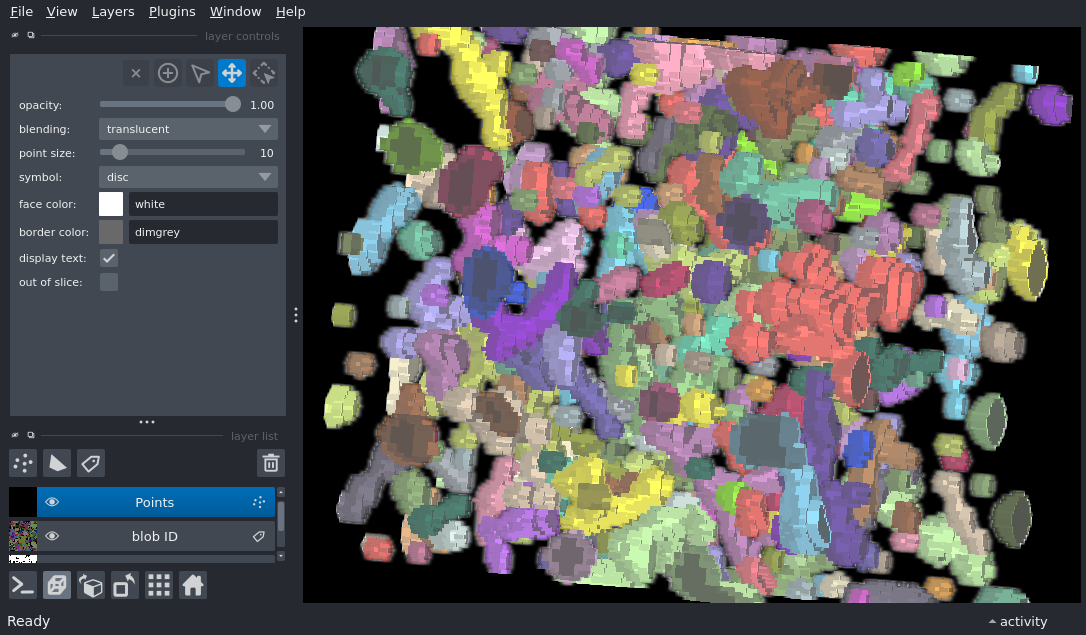 File View Layers Plugins Window Help
layer controls
opacity: 1.00
blending: translucent
point size: 10
symbol: disc
face color: white
border color: dimgrey
display text:
out of slice:
layer list
Points
blob ID
Ready
activity